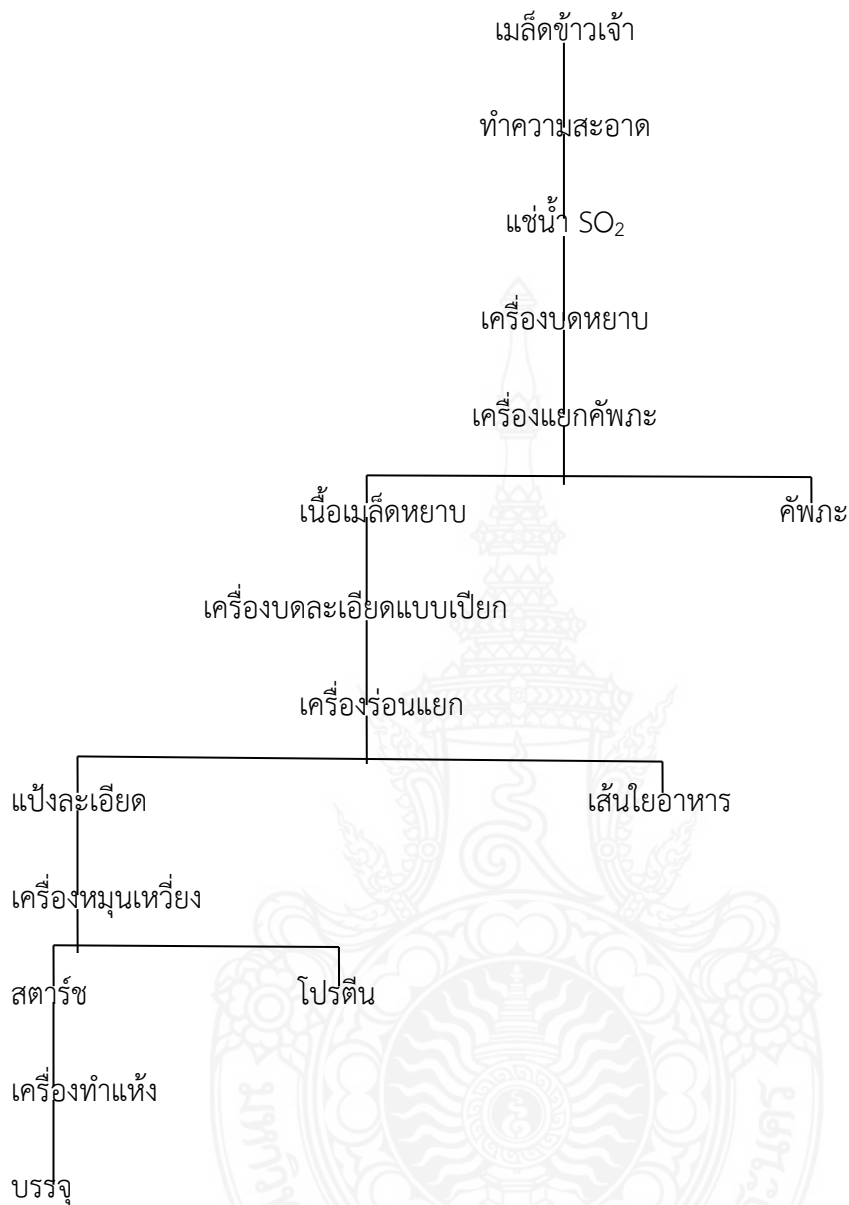 เมล็ดข้าวเจ้า
ทำความสะอาด
แช่น้ำ SO₂
เครื่องบดหยาบ
เครื่องแยกคัพภะ
เนื้อเมล็ดหยาบ คัพภะ
เครื่องบดละเอียดแบบเปียก
เครื่องร่อนแยก
แป้งละเอียด เส้นใยอาหาร
เครื่องหมุนเหวี่ยง
สตาร์ช โปรตีน
เครื่องทำแห้ง
บรรจุ